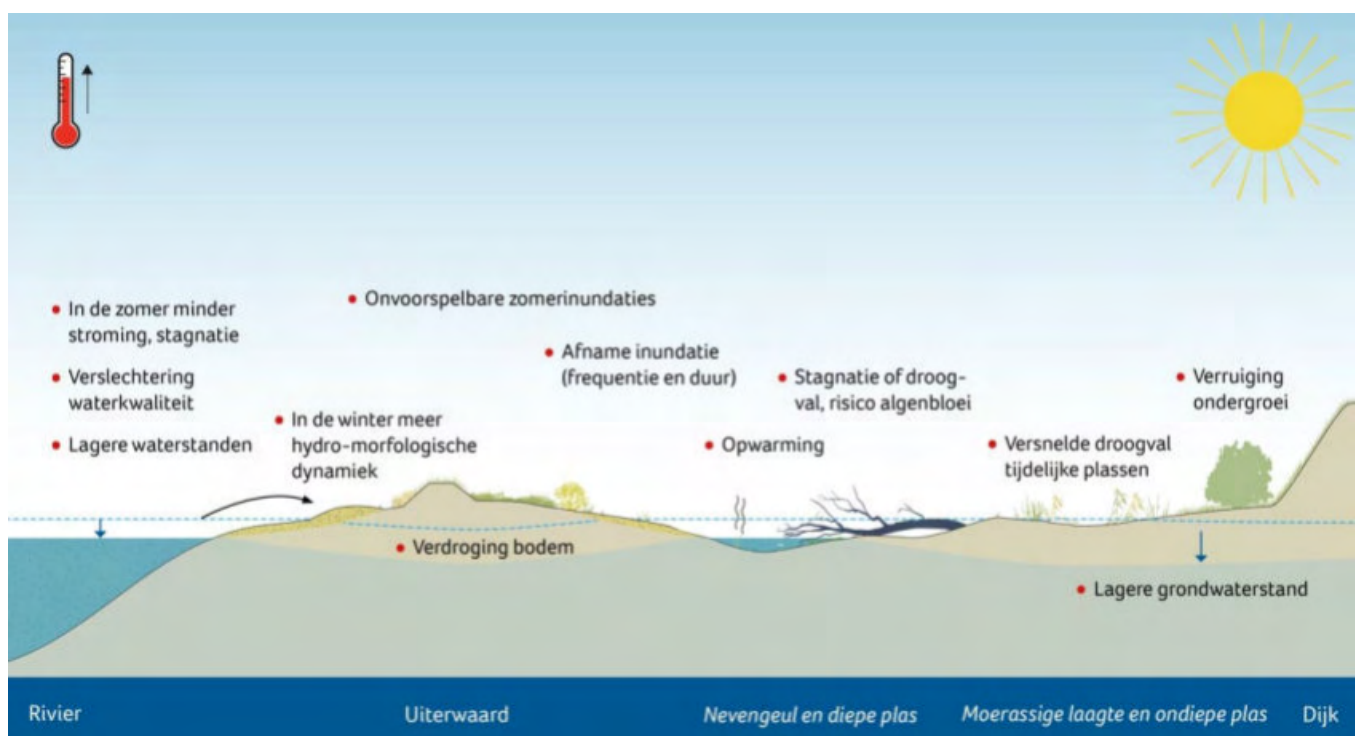 • In de zomer minder
stroming, stagnatie
• Verslechtering
waterkwaliteit
• Lagere waterstanden
• In de winter meer
hydro-morfologische
dynamiek
• Onvoorspelbare zomerinundaties
• Afname inundatie
(frequentie en duur)
• Verdroging bodem
• Opwarming
• Stagnatie of droog-
val, risico algenbloei
• Versnelde droogval
tijdelijke plassen
• Verruiging
ondergroei
• Lagere grondwaterstand
Rivier
Uiterwaard
Nevengeul en diepe plas
Moerassige laagte en ondiepe plas
Dijk